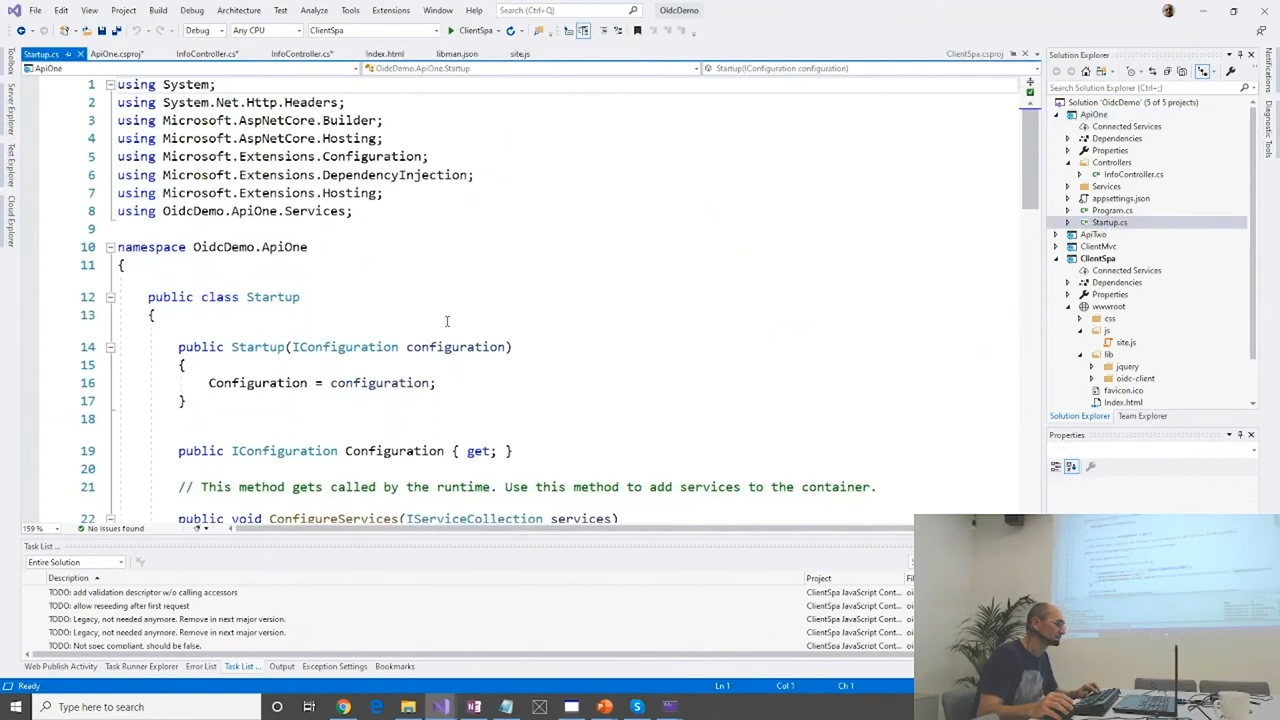 File Edit View Project Build Debug Architecture Test Analyze Tools Extensions Window Help Search (Ctrl+Q) OidcDemo
Debug Any CPU ClientSpa ClientSpa
Startup.cs ApiOne.csproj* InfoController.cs* InfoController.cs* Index.html libman.json site.js ClientSpa.csproj
ApiOne OidcDemo.ApiOne.Startup Startup(IConfiguration configuration)
1 using System;
2 using System.Net.Http.Headers;
3 using Microsoft.AspNetCore.Builder;
4 using Microsoft.AspNetCore.Hosting;
5 using Microsoft.Extensions.Configuration;
6 using Microsoft.Extensions.DependencyInjection;
7 using Microsoft.Extensions.Hosting;
8 using OidcDemo.ApiOne.Services;
9
10 namespace OidcDemo.ApiOne
11 {
12 public class Startup
13 {
14 public Startup(IConfiguration configuration)
15 {
16 Configuration = configuration;
17 }
18
19 public IConfiguration Configuration { get; }
20
21 // This method gets called by the runtime. Use this method to add services to the container.
22 public void ConfigureServices(IServiceCollection services)
159 % No issues found
Toolbox
Server Explorer
Test Explorer
Cloud Explorer
Solution Explorer
Search Solution Explorer (Ctrl+;)
Solution 'OidcDemo' (5 of 5 projects)
ApiOne
Connected Services
Dependencies
Properties
Controllers
InfoController.cs
Services
appsettings.json
Program.cs
Startup.cs
ApiTwo
ClientMvc
ClientSpa
Connected Services
Dependencies
Properties
wwwroot
css
js
site.js
lib
jquery
oidc-client
favicon.ico
Index.html
Solution Explorer Team Explorer
Properties
Notifications
Diagnostic Tools
Task List ...
Entire Solution
Description Project
TODO: add validation descriptor w/o calling accessors ClientSpa JavaScript Cont...
TODO: allow reseeding after first request ClientSpa JavaScript Cont...
TODO: Legacy, not needed anymore. Remove in next major version. ClientSpa JavaScript Cont...
TODO: Legacy, not needed anymore. Remove in next major version. ClientSpa JavaScript Cont...
TODO: Not spec compliant, should be false. ClientSpa JavaScript Cont...
Web Publish Activity Task Runner Explorer Error List Task List ... Output Exception Settings Bookmarks
Ready Ln 1 Col 1 Ch 1
Type here to search